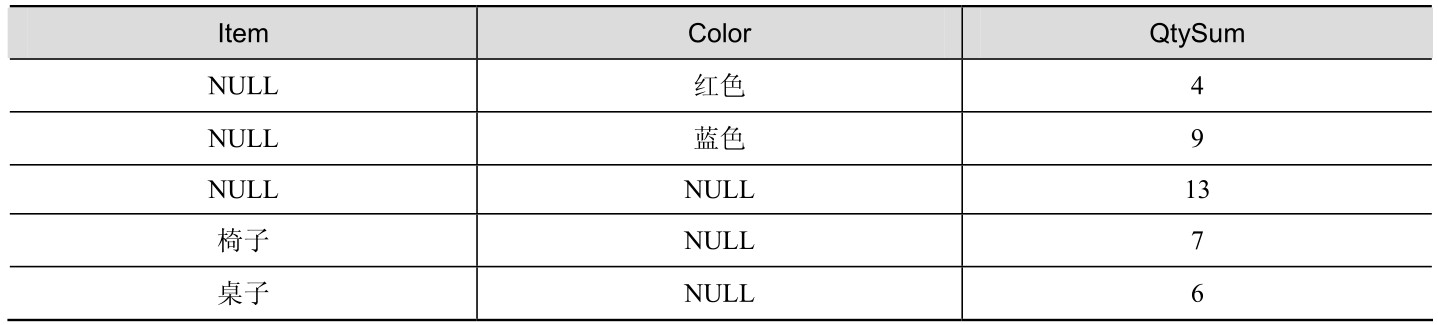 Item Color QtySum
NULL 红色 4
NULL 蓝色 9
NULL NULL 13
椅子 NULL 7
桌子 NULL 6